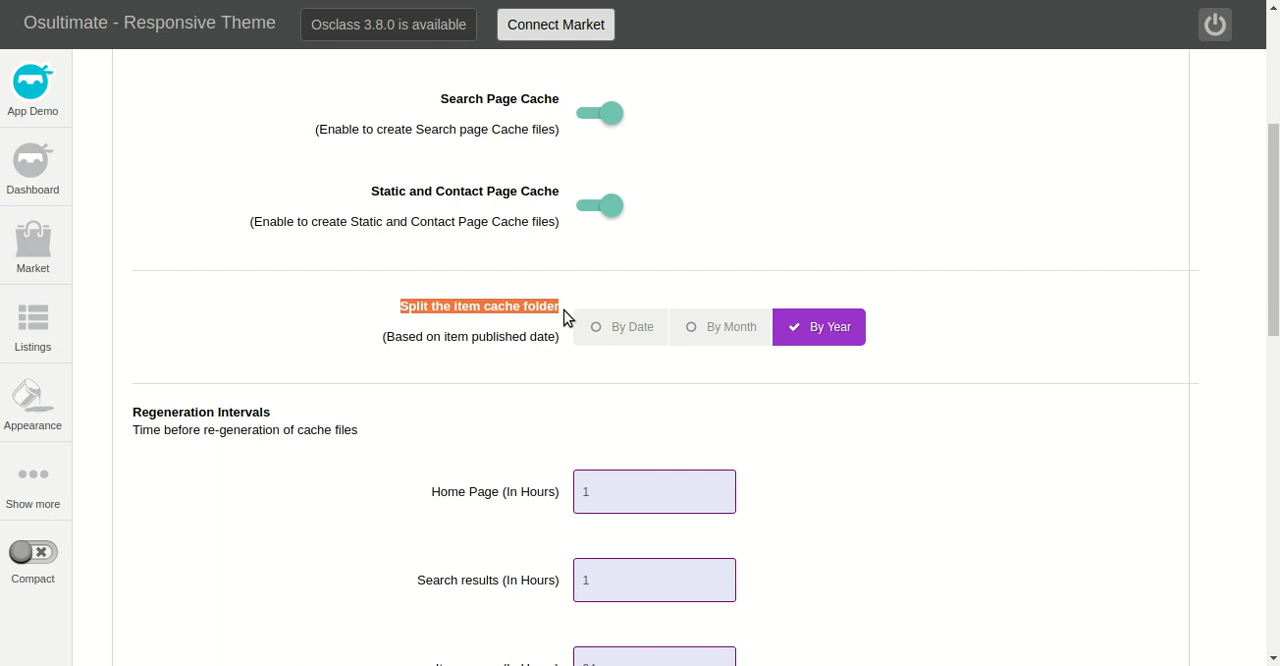 Osultimate - Responsive Theme
Osclass 3.8.0 is available
Connect Market
App Demo
Dashboard
Market
Listings
Appearance
Show more
Compact
Search Page Cache
(Enable to create Search page Cache files)
Static and Contact Page Cache
(Enable to create Static and Contact Page Cache files)
Split the item cache folder
(Based on item published date)
By Date
By Month
By Year
Regeneration Intervals
Time before re-generation of cache files
Home Page (In Hours)
1
Search results (In Hours)
1